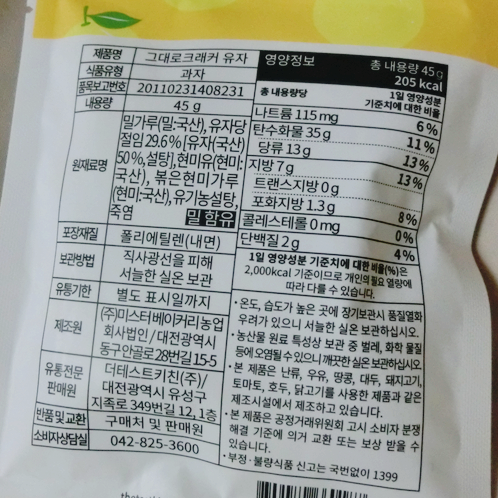 제품명 그대로크래커 유자
식품유형 과자
품목보고번호 20110231408231
내용량 45 g
원재료명
밀가루(밀:국산), 유자당
절임 29.6% [유자(국산)
50%,설탕], 현미유(현미:
국산), 볶은현미가루
(현미:국산), 유기농설탕,
죽염 밀 함유
포장재질 폴리에틸렌(내면)
보관방법 직사광선을 피해
서늘한 실온 보관
유통기한 별도 표시일까지
제조원
(주)미스터베이커리농업
회사법인/대전광역시
동구안골로28번길 15-5
유통전문
판매원
더테스트키친(주)/
대전광역시 유성구
지족로 349번길 12, 1층
반품 및 교환 구매처 및 판매원
소비자상담실 042-825-3600
영양정보 총 내용량 45 g
205 kcal
총 내용량당 1일 영양성분
기준치에 대한 비율
나트륨 115 mg 6%
탄수화물 35 g 11%
당류 13 g 13%
지방 7 g 13%
트랜스지방 0 g
포화지방 1.3 g 8%
콜레스테롤 0 mg 0%
단백질 2 g 4%
1일 영양성분 기준치에 대한 비율(%)은
2,000kcal 기준이므로 개인의 필요 열량에
따라 다를 수 있습니다.
• 온도, 습도가 높은 곳에 장기보관시 품질열화
우려가 있으니 서늘한 실온 보관하십시오.
• 농산물 원료 특성상 보관 중 벌레, 화학 물질
등에 오염될 수 있으니 깨끗한 실온 보관하십시오.
• 본 제품은 난류, 우유, 땅콩, 대두, 돼지고기,
토마토, 호두, 닭고기를 사용한 제품과 같은
제조시설에서 제조하고 있습니다.
• 본 제품은 공정거래위원회 고시 소비자 분쟁
해결 기준에 의거 교환 또는 보상 받을 수
있습니다.
• 부정·불량식품 신고는 국번없이 1399